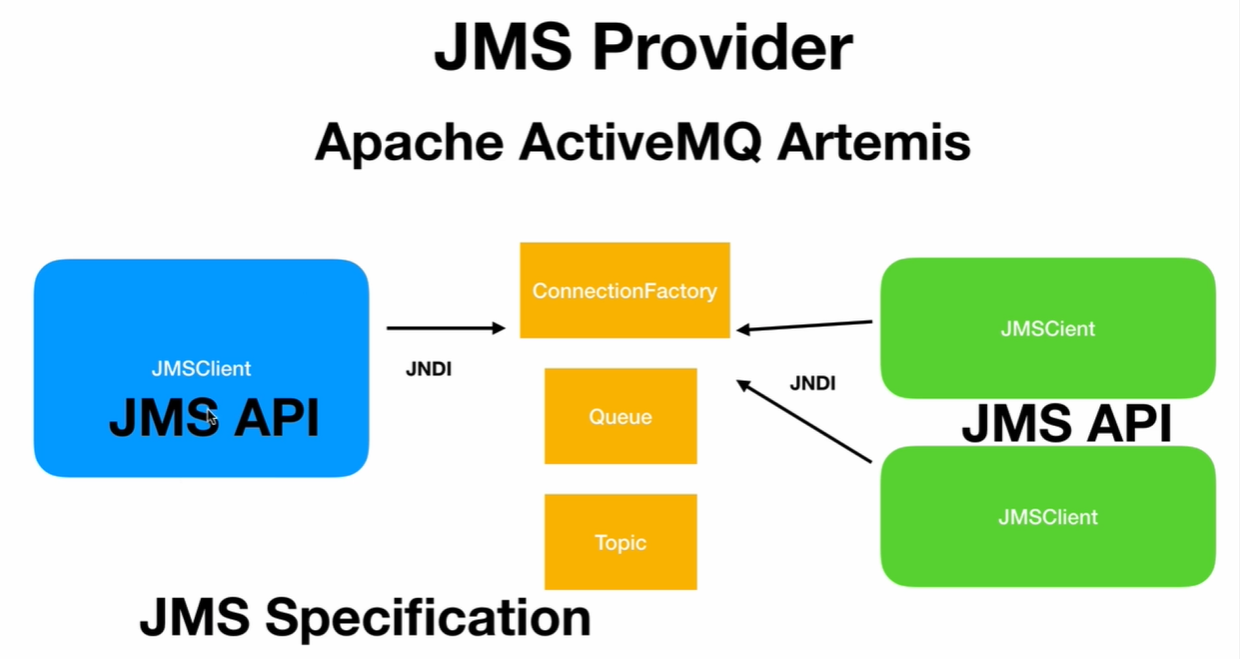 JMS Provider
Apache ActiveMQ Artemis
ConnectionFactory
JMSCient
JMSClient
JNDI
JNDI
JMS API
Queue
JMS API
JMSClient
Topic
JMS Specification